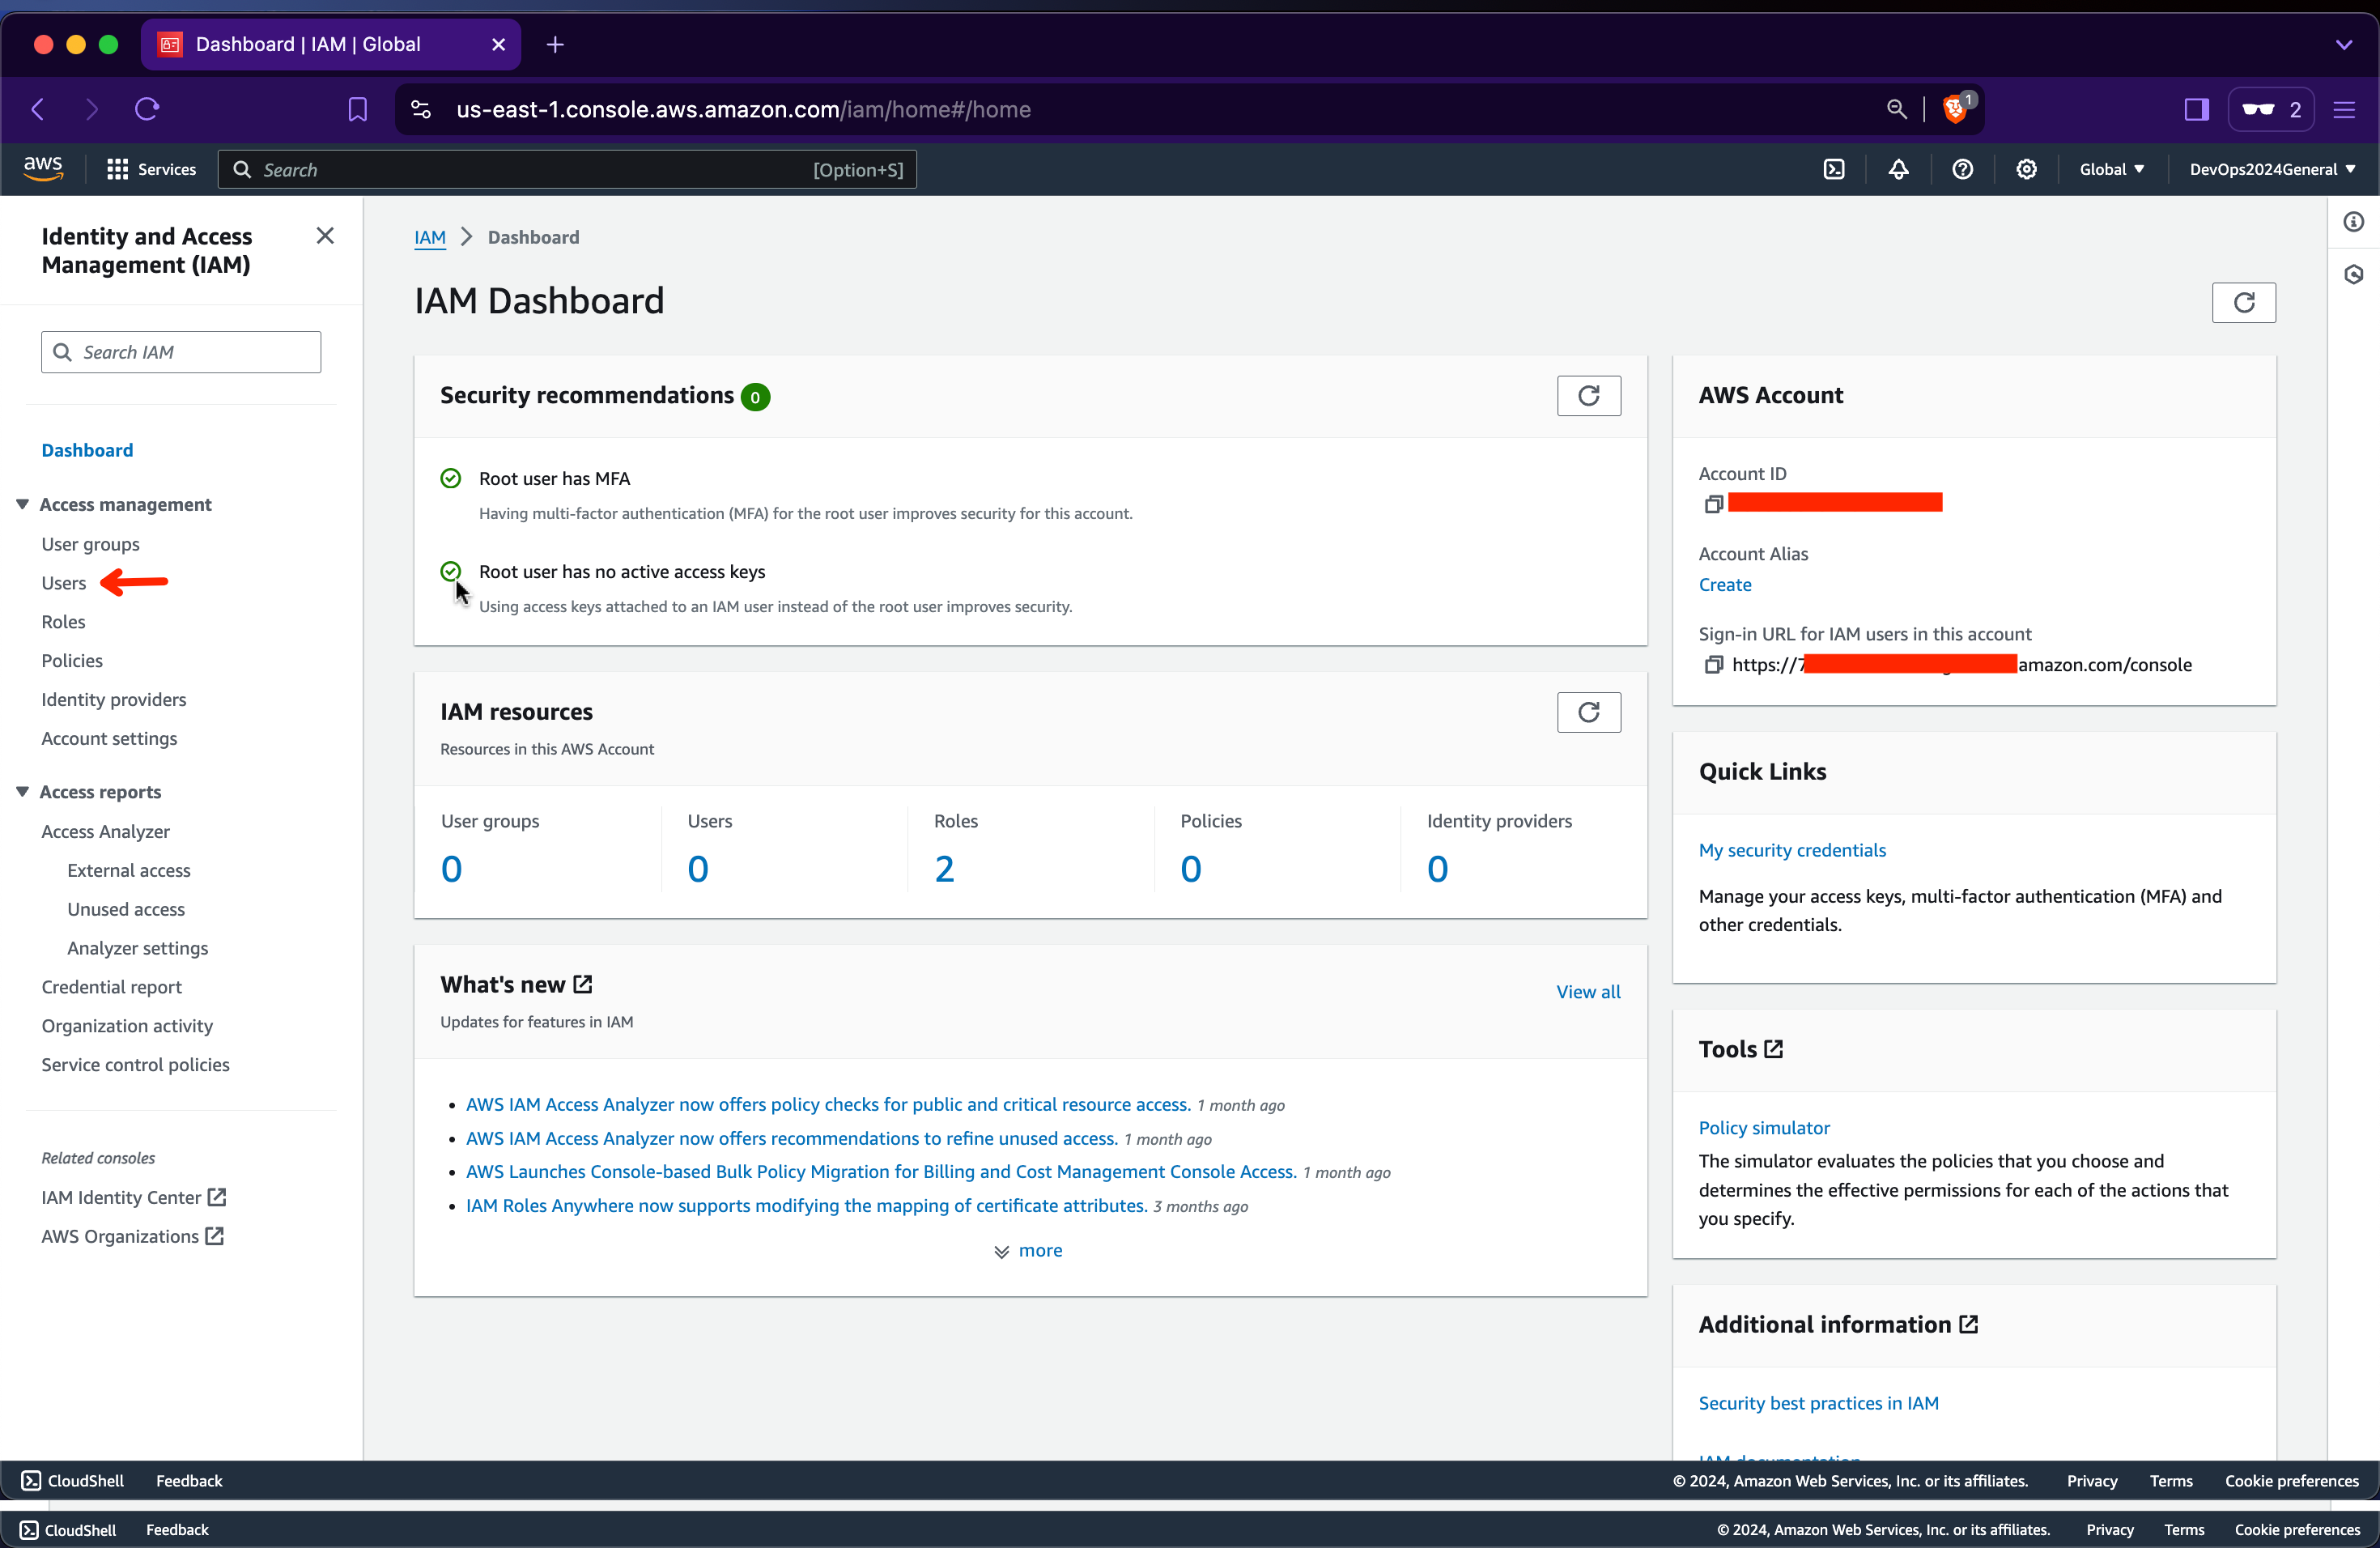 Dashboard | IAM | Global
us-east-1.console.aws.amazon.com/iam/home#/home
1
2
aws
Services
Search
[Option+S]
Global
DevOps2024General
Identity and Access
Management (IAM)
Search IAM
Dashboard
Access management
User groups
Users
Roles
Policies
Identity providers
Account settings
Access reports
Access Analyzer
External access
Unused access
Analyzer settings
Credential report
Organization activity
Service control policies
Related consoles
IAM Identity Center
AWS Organizations
IAM > Dashboard
IAM Dashboard
Security recommendations 0
Root user has MFA
Having multi-factor authentication (MFA) for the root user improves security for this account.
Root user has no active access keys
Using access keys attached to an IAM user instead of the root user improves security.
IAM resources
Resources in this AWS Account
User groups
0
Users
0
Roles
2
Policies
0
Identity providers
0
What's new
View all
Updates for features in IAM
• AWS IAM Access Analyzer now offers policy checks for public and critical resource access. 1 month ago
• AWS IAM Access Analyzer now offers recommendations to refine unused access. 1 month ago
• AWS Launches Console-based Bulk Policy Migration for Billing and Cost Management Console Access. 1 month ago
• IAM Roles Anywhere now supports modifying the mapping of certificate attributes. 3 months ago
more
AWS Account
Account ID
Account Alias
Create
Sign-in URL for IAM users in this account
https://7 amazon.com/console
Quick Links
My security credentials
Manage your access keys, multi-factor authentication (MFA) and
other credentials.
Tools
Policy simulator
The simulator evaluates the policies that you choose and
determines the effective permissions for each of the actions that
you specify.
Additional information
Security best practices in IAM
IAM documentation
CloudShell
Feedback
© 2024, Amazon Web Services, Inc. or its affiliates.
Privacy
Terms
Cookie preferences
CloudShell
Feedback
© 2024, Amazon Web Services, Inc. or its affiliates.
Privacy
Terms
Cookie preferences